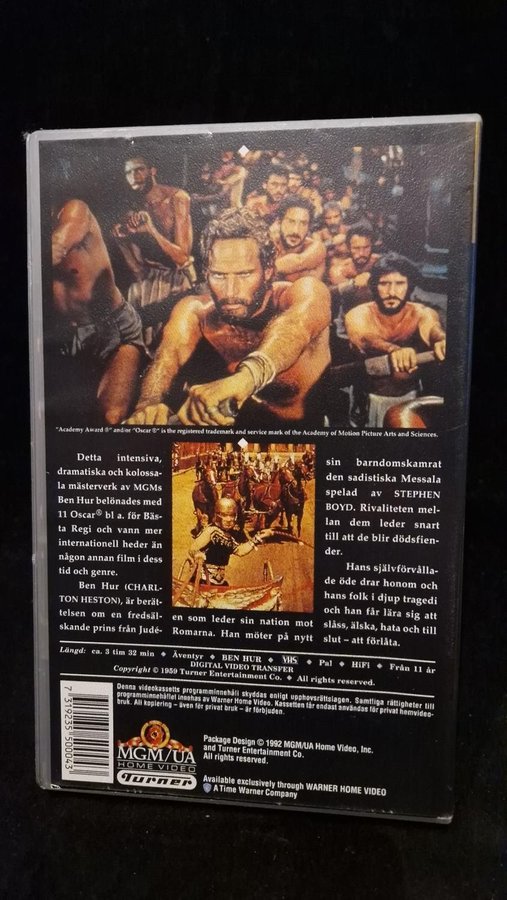 "Academy Award ®" and/or "Oscar ®" is the registered trademark and service mark of the Academy of Motion Picture Arts and Sciences.
Detta intensiva,
dramatiska och kolossa-
la mästerverk av MGMs
Ben Hur belönades med
11 Oscar® bl a. för Bäs-
ta Regi och vann mer
internationell heder än
någon annan film i dess
tid och genre.
Ben Hur (CHARL-
TON HESTON), är berät-
telsen om en fredsäl-
skande prins från Judé-
en som leder sin nation mot
Romarna. Han möter på nytt
sin barndomskamrat
den sadistiska Messala
spelad av STEPHEN
BOYD. Rivaliteten mel-
lan dem leder snart
till att de blir dödsfien-
der.
Hans självförvålla-
de öde drar honom och
hans folk i djup tragedi
och han får lära sig att
slåss, älska, hata och till
slut – att förlåta.
Längd: ca. 3 tim 32 min ♦ Äventyr ♦ BEN HUR ♦ VHS ♦ Pal ♦ HiFi ♦ Från 11 år
DIGITAL VIDEO TRANSFER
Copyright © 1959 Turner Entertainment Co. ♦ All rights reserved.
Denna videokassetts programinnehåll skyddas enligt upphovsrättslagen. Samtliga rättigheter till
programinnehållet innehas av Warner Home Video. Kassetten får endast användas för privat hemvideo-
bruk. All kopiering – även för privat bruk – är förbjuden.
7 319235 500043
MGM/UA
HOME VIDEO
Turner
Package Design © 1992 MGM/UA Home Video, Inc.
and Turner Entertainment Co.
All rights reserved.
Available exclusively through WARNER HOME VIDEO
A Time Warner Company